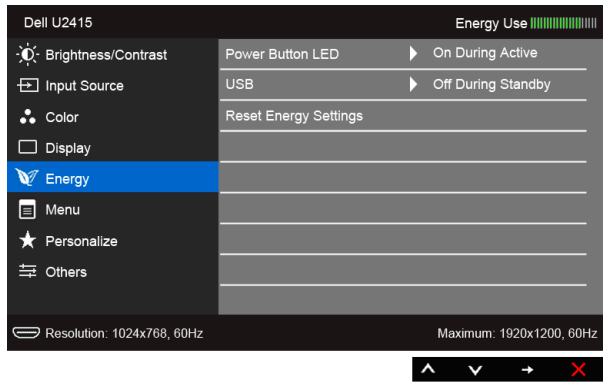 Dell U2415 Energy Use
Brightness/Contrast Power Button LED On During Active
Input Source USB Off During Standby
Color Reset Energy Settings
Display
Energy
Menu
Personalize
Others
Resolution: 1024x768, 60Hz Maximum: 1920x1200, 60Hz